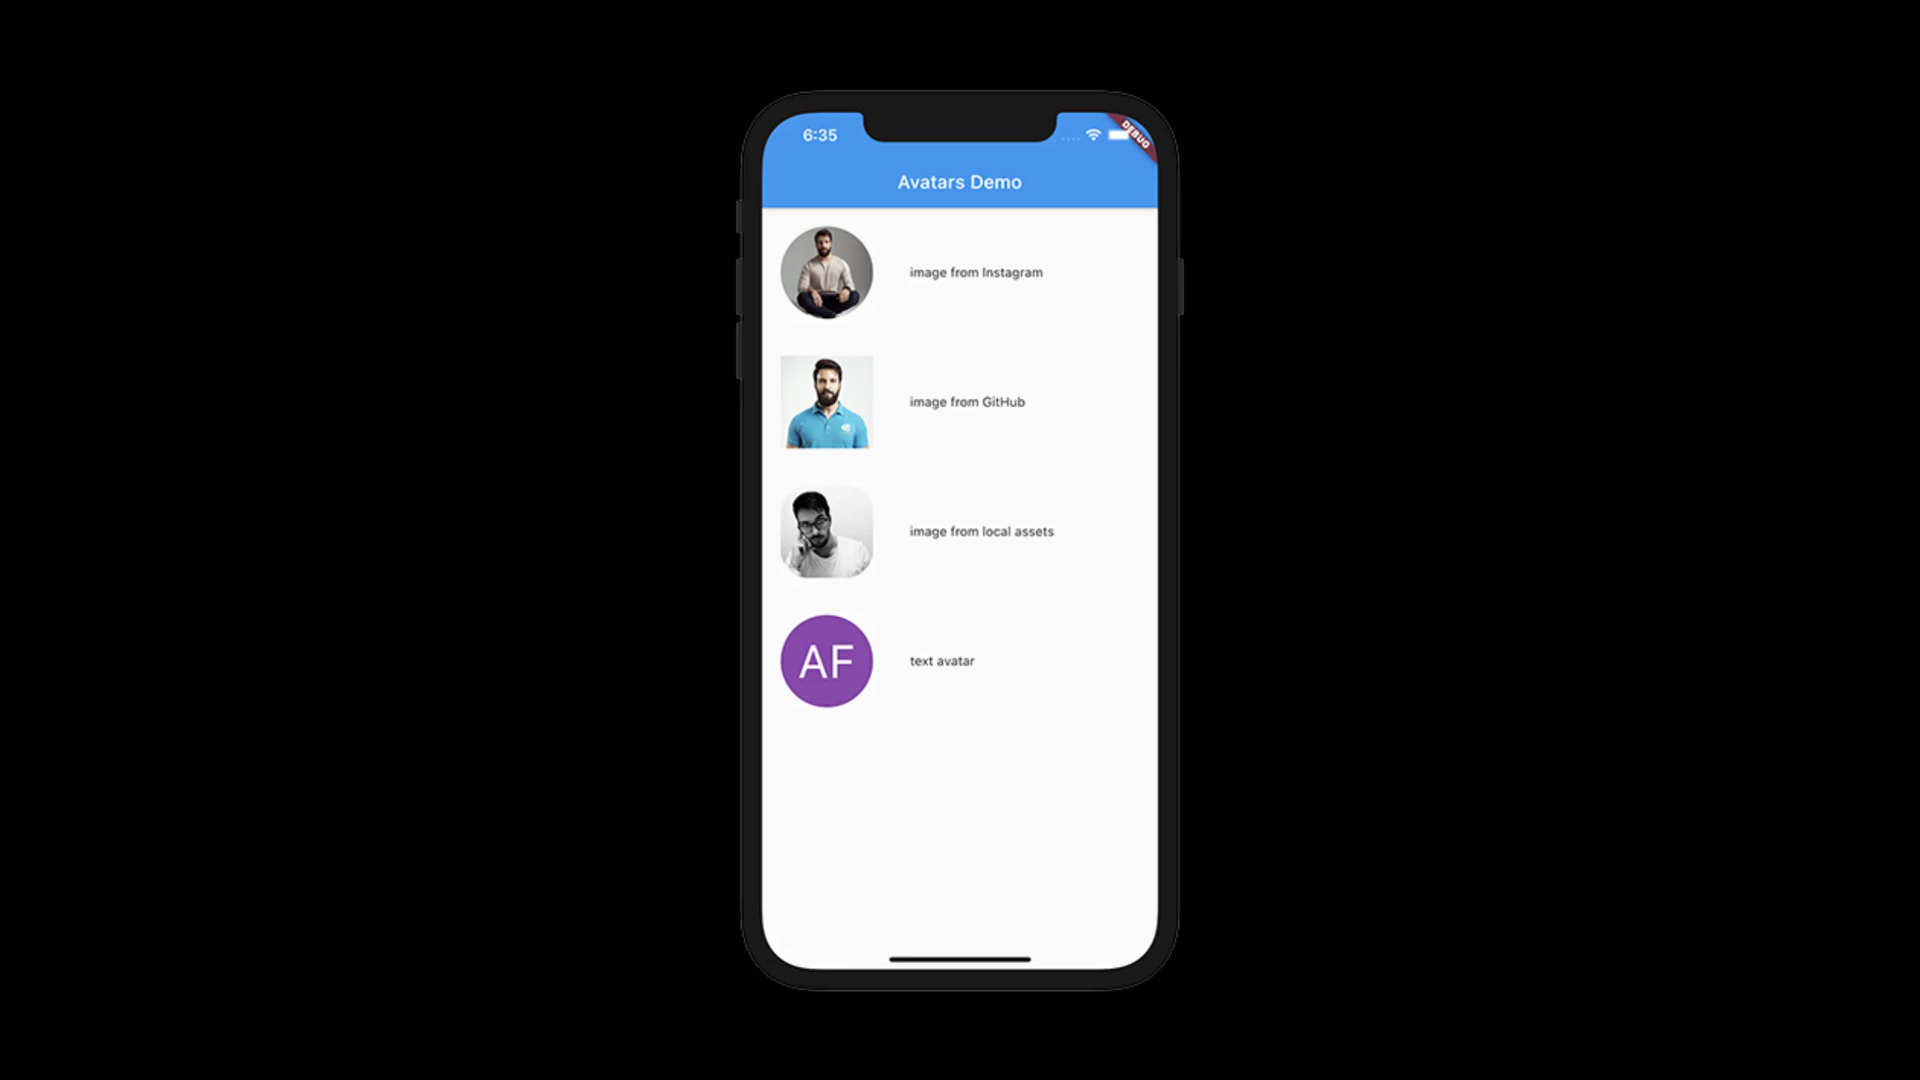 6:35
DEBUG
Avatars Demo
image from Instagram
image from GitHub
image from local assets
AF
text avatar